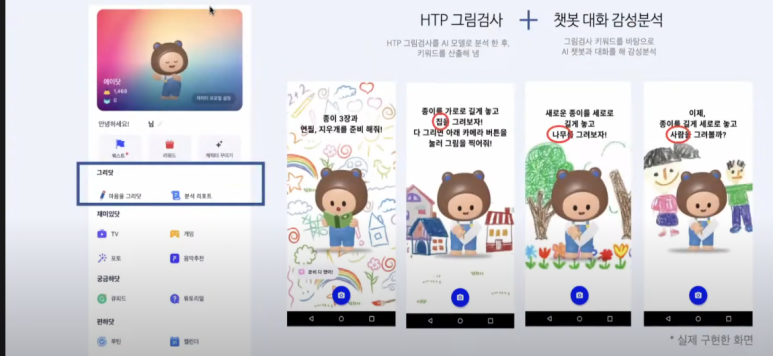 에이닷
1,468
0
캐릭터 프로필 설정
안녕하세요! 님
퀘스트
리워드
캐릭터 꾸미기
그리닷
마음을 그리닷
분석 리포트
재미있닷
TV
게임
포토
음악추천
궁금하닷
큐피드
튜토리얼
편하닷
루틴
캘린더
HTP 그림검사 + 챗봇 대화 감성분석
HTP 그림검사를 AI 모델로 분석 한 후,
키워드를 산출해 냄
그림검사 키워드를 바탕으로
AI 챗봇과 대화를 해 감성분석
종이 3장과
연필, 지우개를 준비 해줘!
준비 다 했어!
종이를 가로로 길게 놓고
집을 그려보자!
다 그리면 아래 카메라 버튼을
눌러 그림을 찍어줘!
새로운 종이를 세로로
길게 놓고
나무를 그려보자!
이제,
종이를 길게 세로로 놓고
사람을 그려볼까?
* 실제 구현한 화면